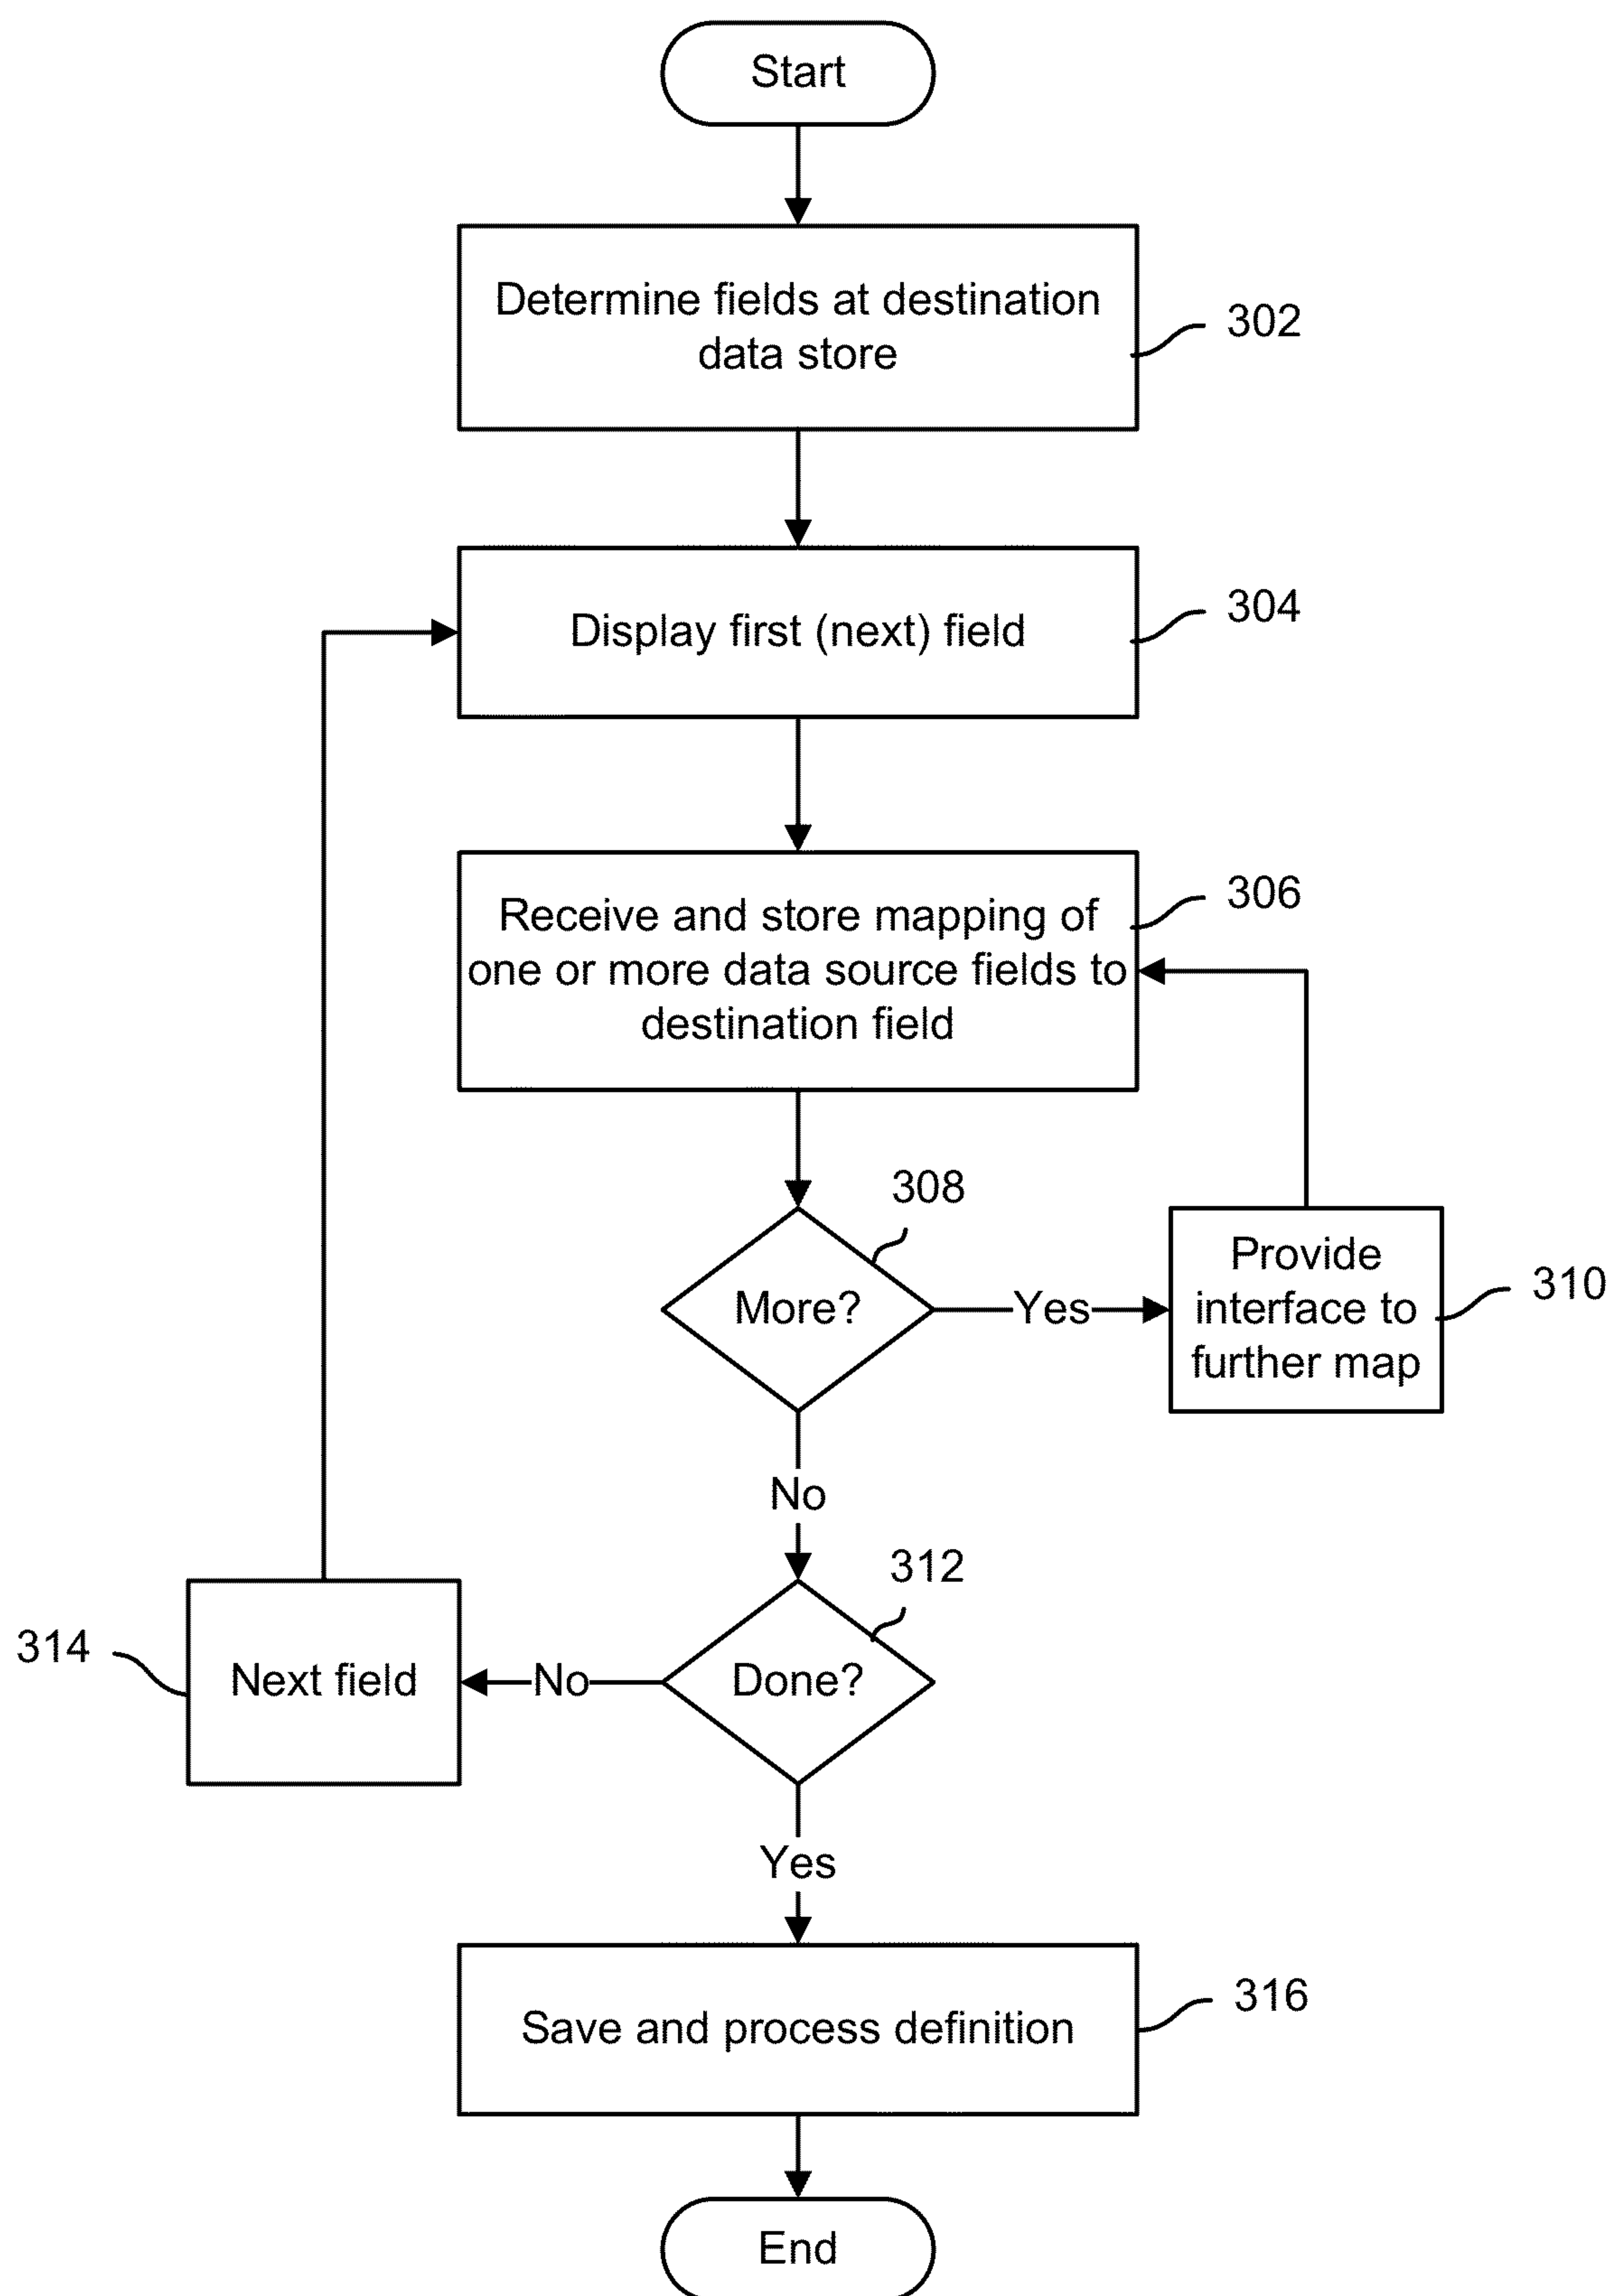 Start
Determine fields at destination
data store
302
Display first (next) field
304
Receive and store mapping of
one or more data source fields to
destination field
306
308
More?
Yes
Provide
interface to
further map
310
No
312
Done?
No
Next field
314
Yes
Save and process definition
316
End